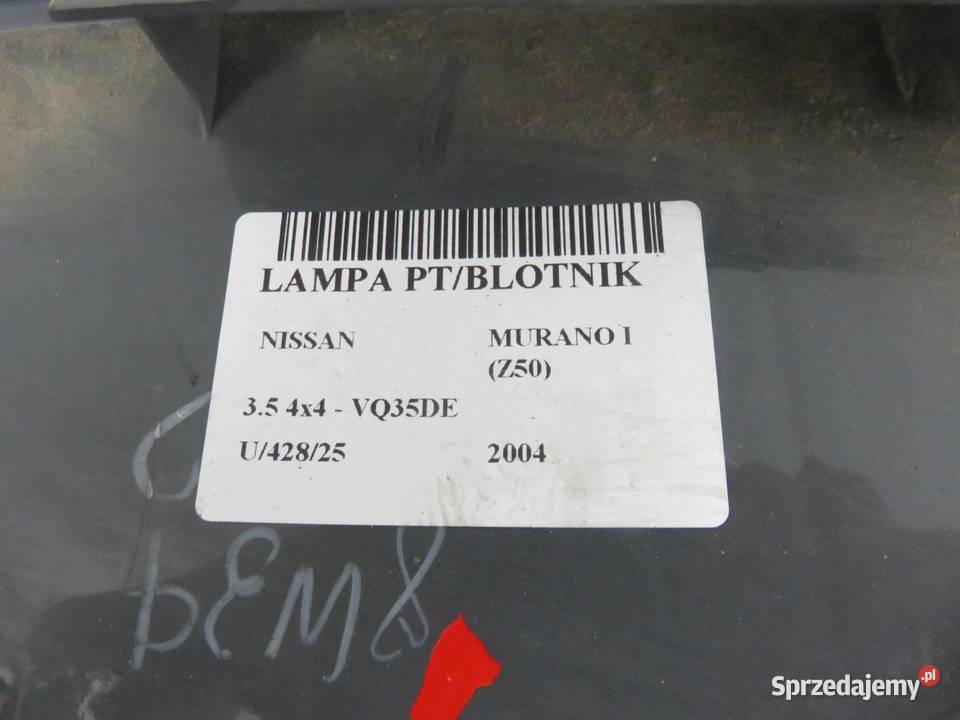 LAMPA PT/BLOTNIK
NISSAN
MURANO I
(Z50)
3.5 4x4 - VQ35DE
U/428/25
2004
Sprzedajemy.pl